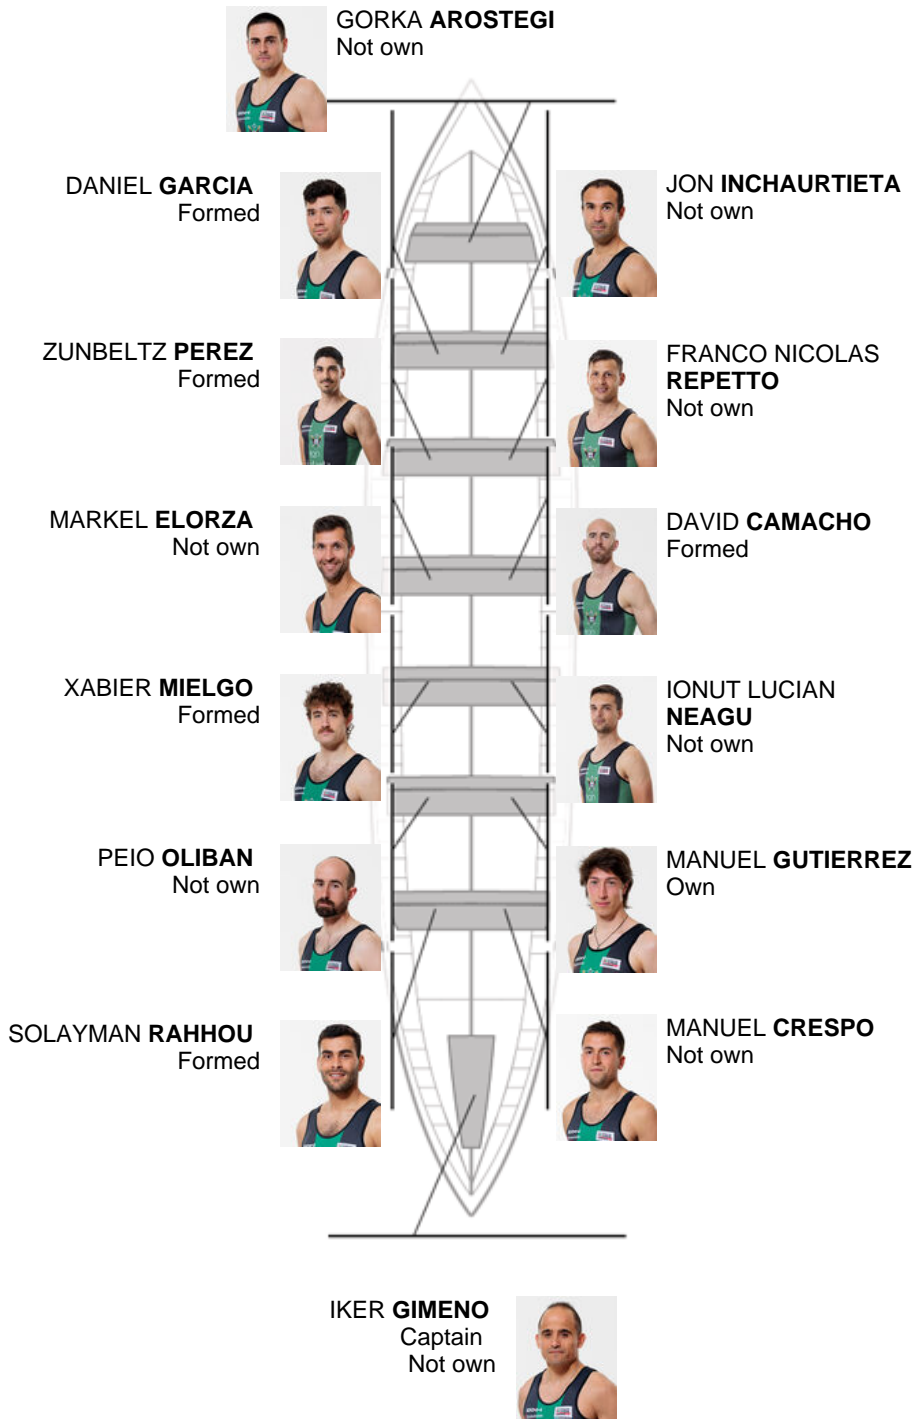 GORKA AROSTEGI
Not own
DANIEL GARCIA
Formed
JON INCHAURTIETA
Not own
ZUNBELTZ PEREZ
Formed
FRANCO NICOLAS
REPETTO
Not own
MARKEL ELORZA
Not own
DAVID CAMACHO
Formed
XABIER MIELGO
Formed
IONUT LUCIAN
NEAGU
Not own
PEIO OLIBAN
Not own
MANUEL GUTIERREZ
Own
SOLAYMAN RAHHOU
Formed
MANUEL CRESPO
Not own
IKER GIMENO
Captain
Not own